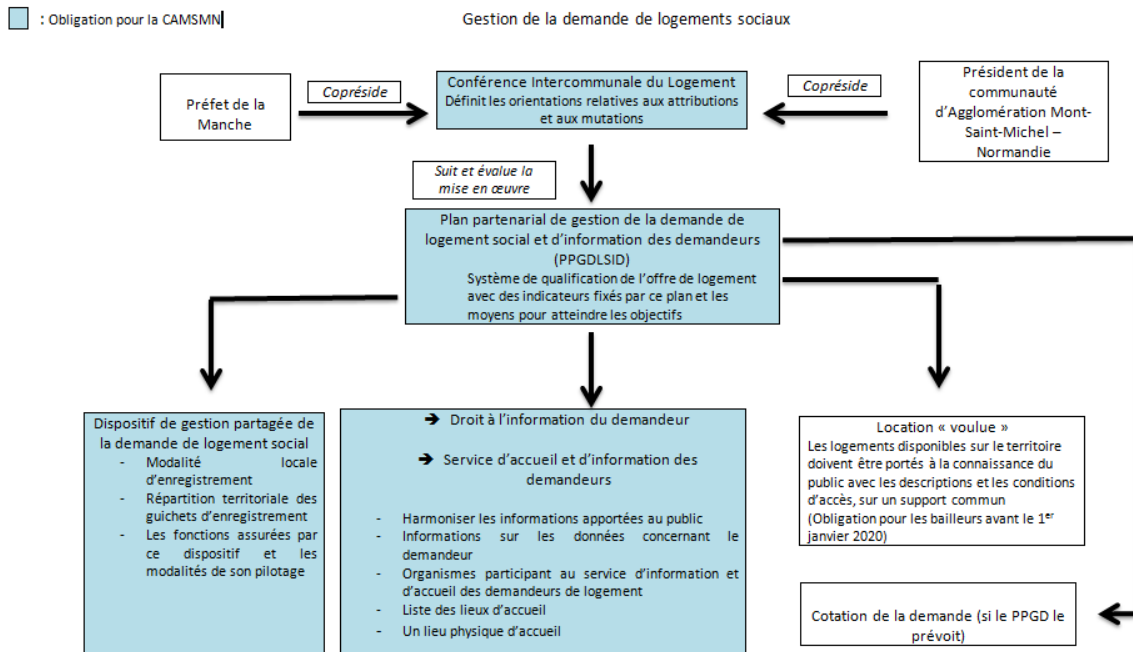 : Obligation pour la CAMSMN
Gestion de la demande de logements sociaux
Préfet de la
Manche
Copréside
Conférence Intercommunale du Logement
Définit les orientations relatives aux attributions
et aux mutations
Copréside
Président de la
communauté
d'Agglomération Mont-
Saint-Michel –
Normandie
Suit et évalue la
mise en œuvre
Plan partenarial de gestion de la demande de
logement social et d'information des demandeurs
(PPGDLSID)
Système de qualification de l'offre de logement
avec des indicateurs fixés par ce plan et les
moyens pour atteindre les objectifs
Dispositif de gestion partagée de
la demande de logement social
- Modalité locale
d'enregistrement
- Répartition territoriale des
guichets d'enregistrement
- Les fonctions assurées par
ce dispositif et les
modalités de son pilotage
➔ Droit à l'information du demandeur
➔ Service d'accueil et d'information des
demandeurs
- Harmoniser les informations apportées au public
- Informations sur les données concernant le
demandeur
- Organismes participant au service d'information et
d'accueil des demandeurs de logement
- Liste des lieux d'accueil
- Un lieu physique d'accueil
Location « voulue »
Les logements disponibles sur le territoire
doivent être portés à la connaissance du
public avec les descriptions et les conditions
d'accès, sur un support commun
(Obligation pour les bailleurs avant le 1er
janvier 2020)
Cotation de la demande (si le PPGD le
prévoit)